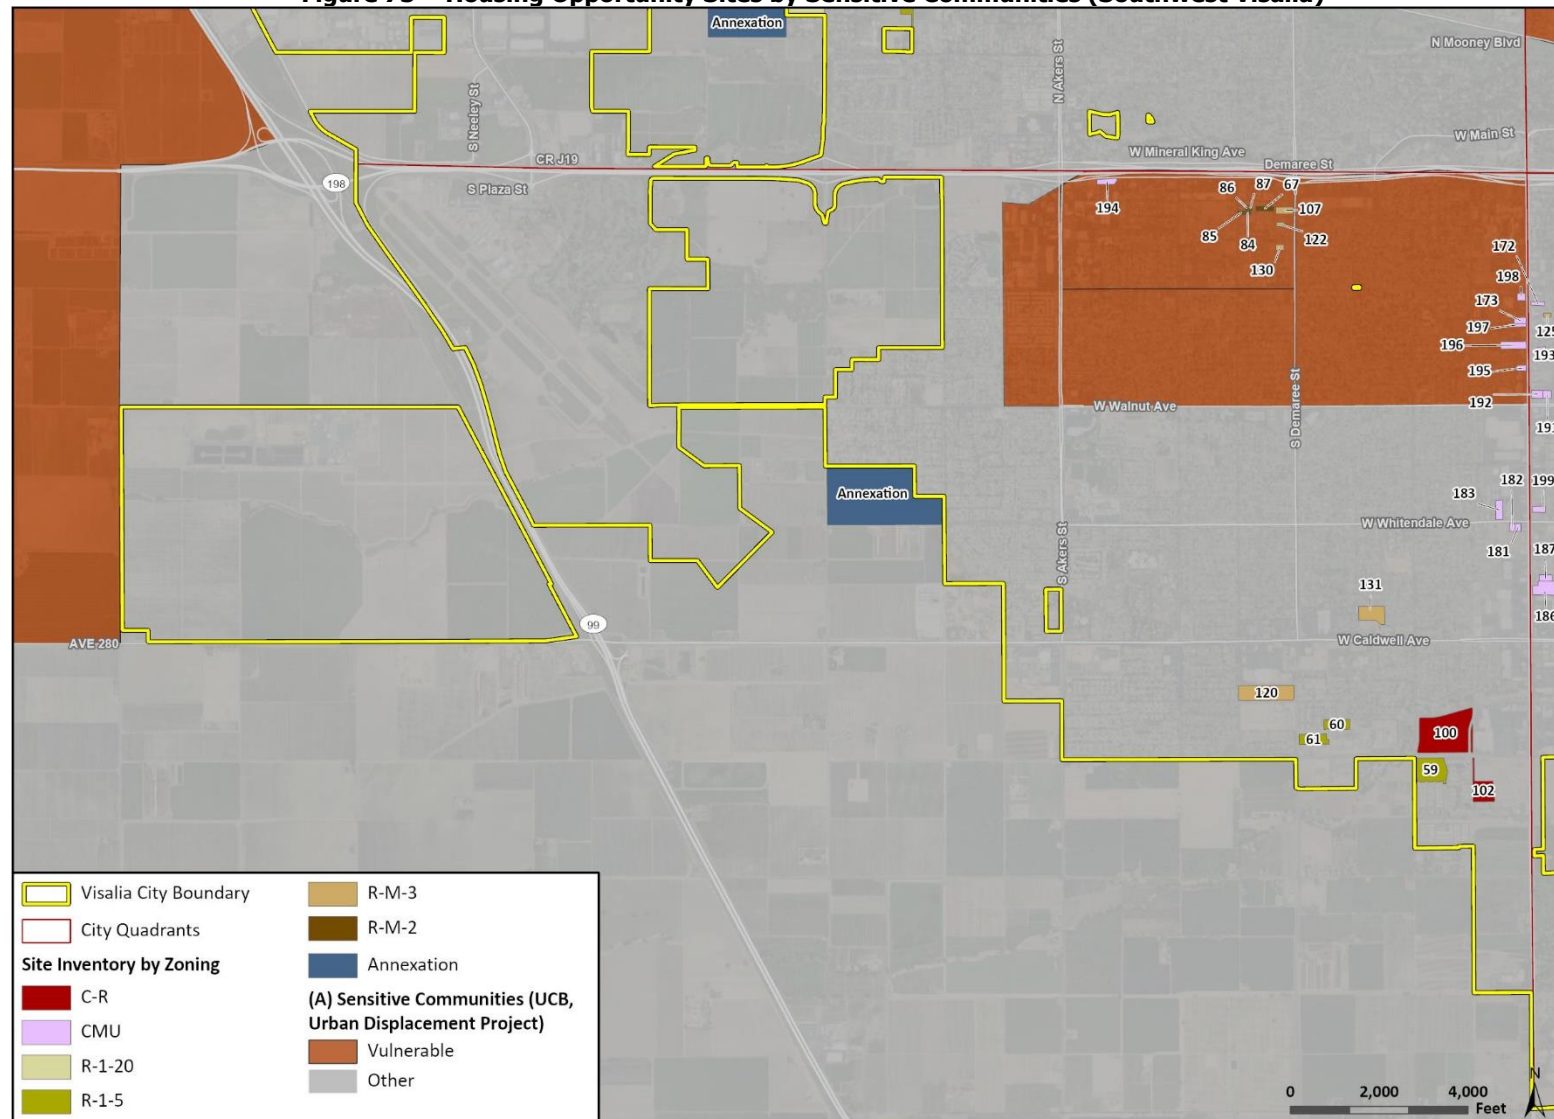 Figure 75 – Housing Opportunity Sites by Sensitive Communities (Southwest Visalia)
Annexation
N Mooney Blvd
N Akers St
S Neeley St
W Main St
CR J19
W Mineral King Ave
Demaree St
198
S Plaza St
86
87
67
194
107
85
84
122
130
172
198
173
197
125
196
193
195
192
W Walnut Ave
S Demaree St
191
182
199
183
Annexation
W Whitendale Ave
181
187
S Akers St
131
186
99
AVE 280
W Caldwell Ave
120
60
61
100
59
102
Visalia City Boundary
City Quadrants
Site Inventory by Zoning
C-R
CMU
R-1-20
R-1-5
R-M-3
R-M-2
Annexation
(A) Sensitive Communities (UCB,
Urban Displacement Project)
Vulnerable
Other
N
0 2,000 4,000
Feet